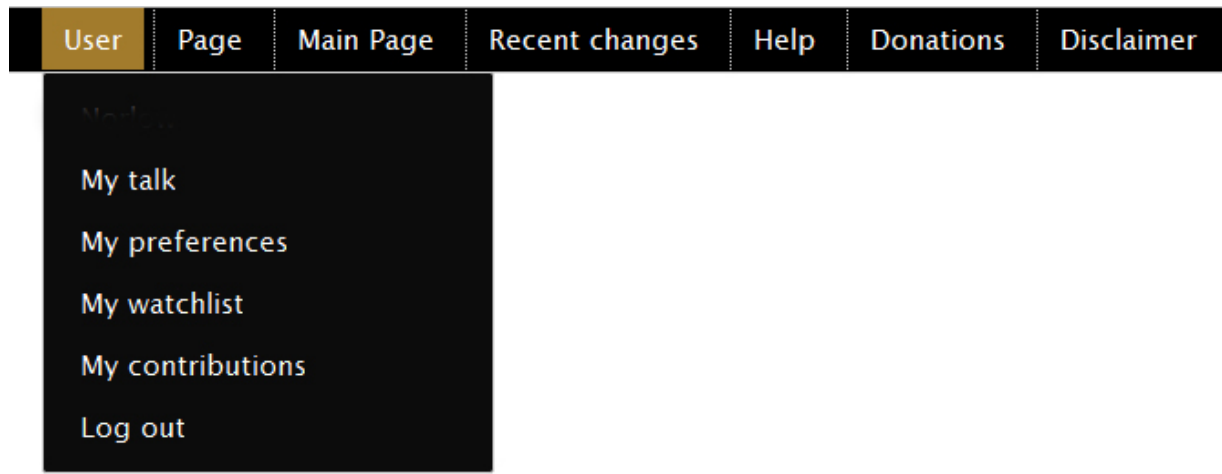 User Page Main Page Recent changes Help Donations Disclaimer
My talk
My preferences
My watchlist
My contributions
Log out